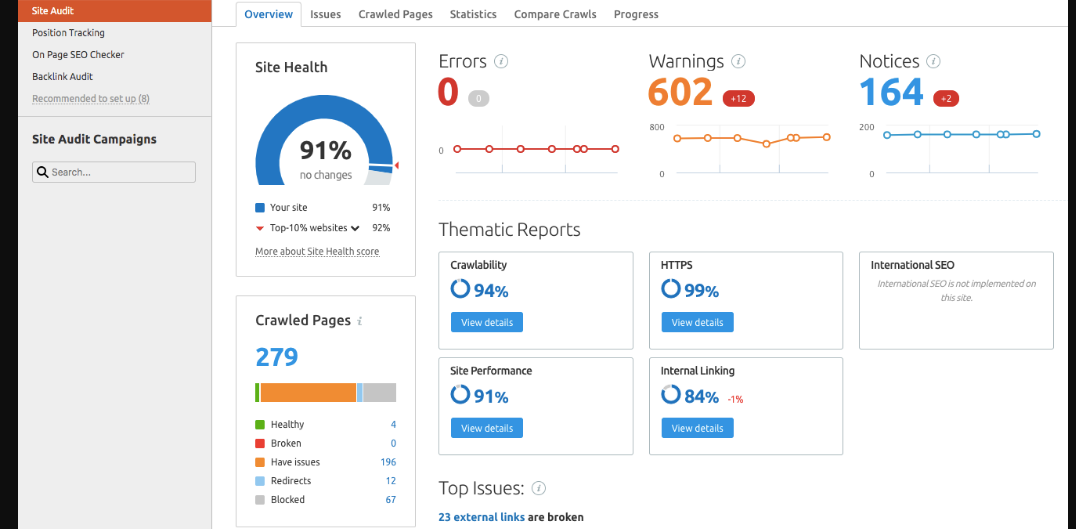 Site Audit
Position Tracking
On Page SEO Checker
Backlink Audit
Recommended to set up (8)
Site Audit Campaigns
Search...
Overview Issues Crawled Pages Statistics Compare Crawls Progress
Site Health
91%
no changes
Your site 91%
Top-10% websites 92%
More about Site Health score
Crawled Pages i
279
Healthy 4
Broken 0
Have issues 196
Redirects 12
Blocked 67
Errors i
0 0
0
Warnings i
602 +12
800
0
Notices i
164 +2
200
0
Thematic Reports
Crawlability
94%
View details
HTTPS
99%
View details
International SEO
International SEO is not implemented on
this site.
Site Performance
91%
View details
Internal Linking
84% -1%
View details
Top Issues: i
23 external links are broken